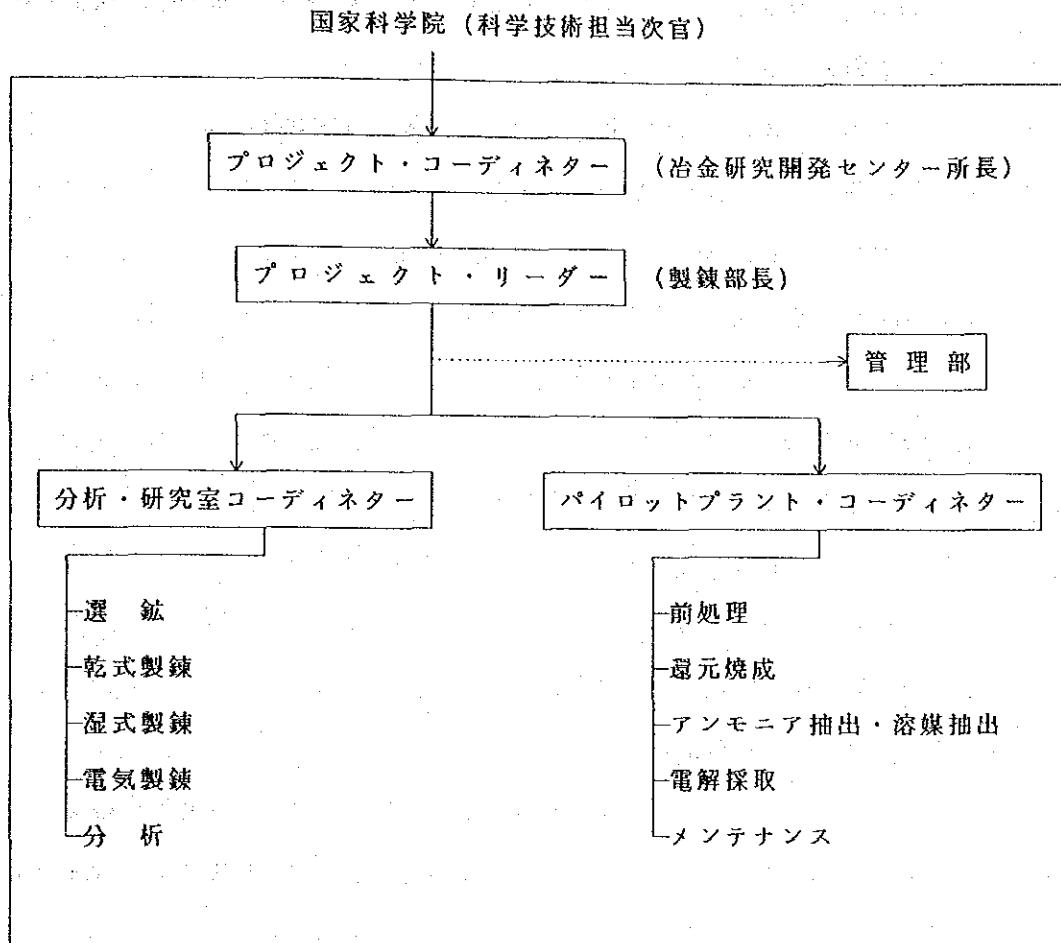 国家科学院 (科学技術担当次官)
プロジェクト・コーディネター (冶金研究開発センター所長)
プロジェクト・リーダー (製錬部長)
管理部
分析・研究室コーディネター
パイロットプラント・コーディネター
選鉱
乾式製錬
湿式製錬
電気製錬
分析
前処理
還元焼成
アンモニア抽出・溶媒抽出
電解採取
メンテナンス